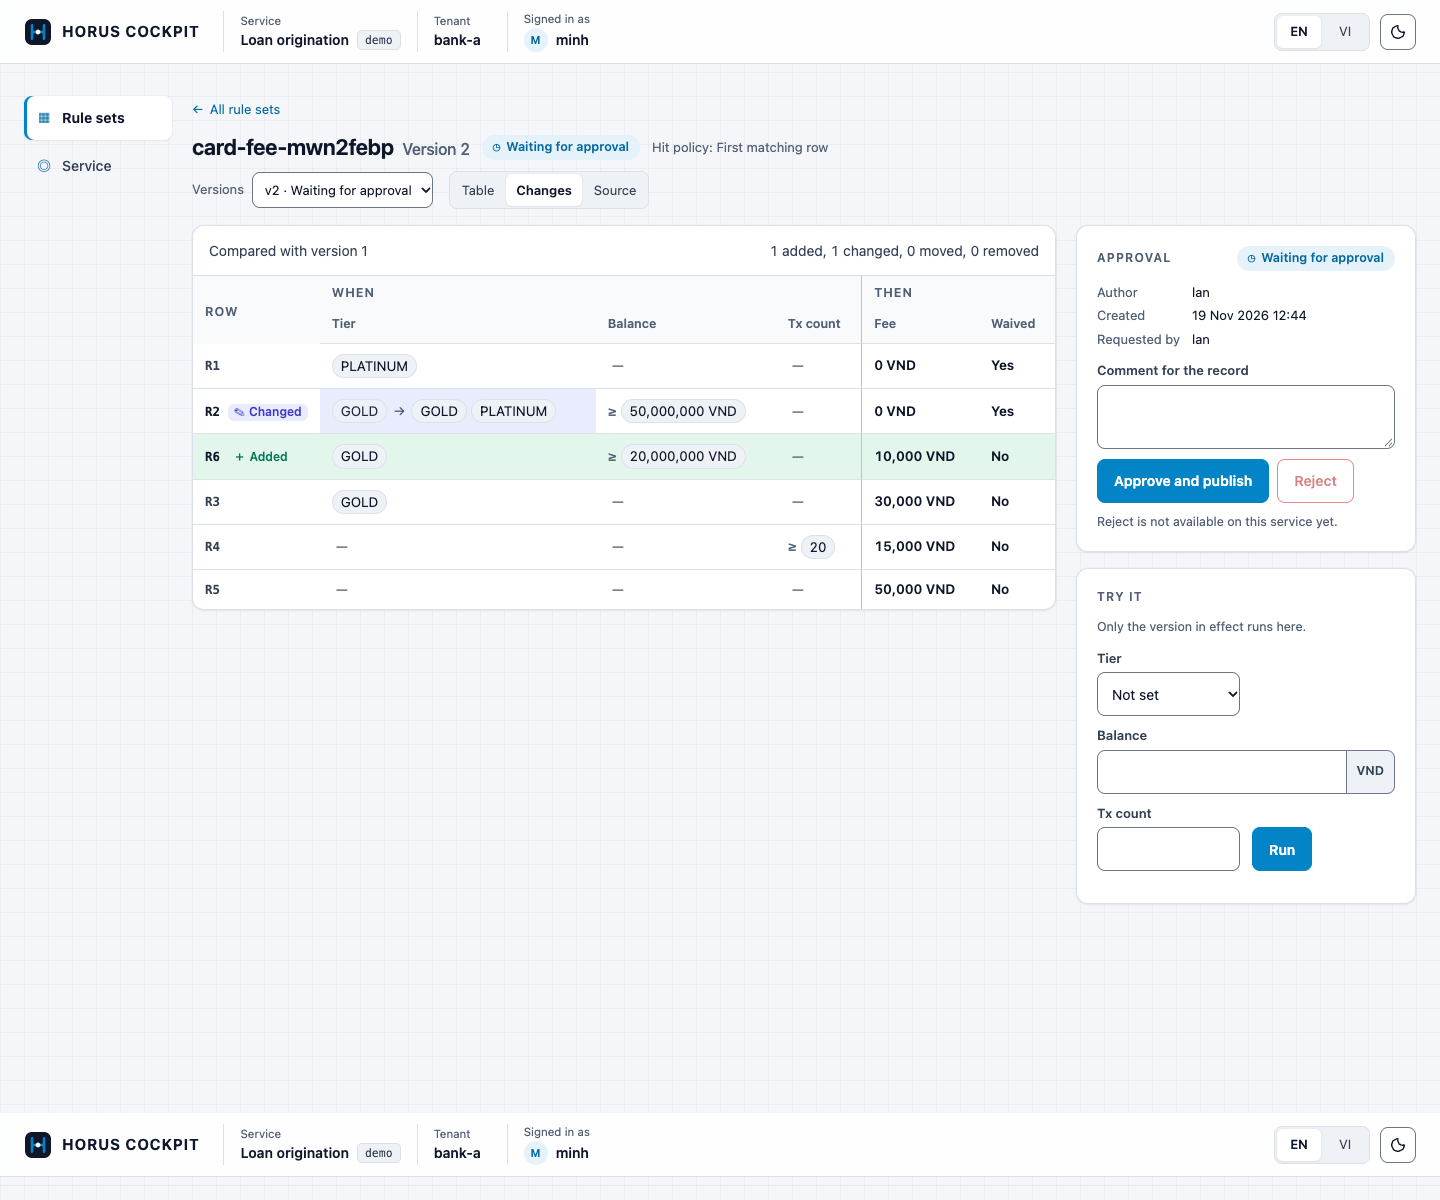 HORUS COCKPIT
Service
Loan origination demo
Tenant
bank-a
Signed in as
M minh
EN VI
Rule sets
Service
← All rule sets
card-fee-mwn2febp Version 2 Waiting for approval Hit policy: First matching row
Versions v2 · Waiting for approval Table Changes Source
Compared with version 1 1 added, 1 changed, 0 moved, 0 removed
ROW WHEN THEN
Tier Balance Tx count Fee Waived
R1 PLATINUM — — 0 VND Yes
R2 ✎ Changed GOLD → GOLD PLATINUM ≥ 50,000,000 VND — 0 VND Yes
R6 + Added GOLD ≥ 20,000,000 VND — 10,000 VND No
R3 GOLD — — 30,000 VND No
R4 — — ≥ 20 15,000 VND No
R5 — — — 50,000 VND No
APPROVAL Waiting for approval
Author lan
Created 19 Nov 2026 12:44
Requested by lan
Comment for the record
Approve and publish Reject
Reject is not available on this service yet.
TRY IT
Only the version in effect runs here.
Tier
Not set
Balance
VND
Tx count
Run
HORUS COCKPIT
Service
Loan origination demo
Tenant
bank-a
Signed in as
M minh
EN VI